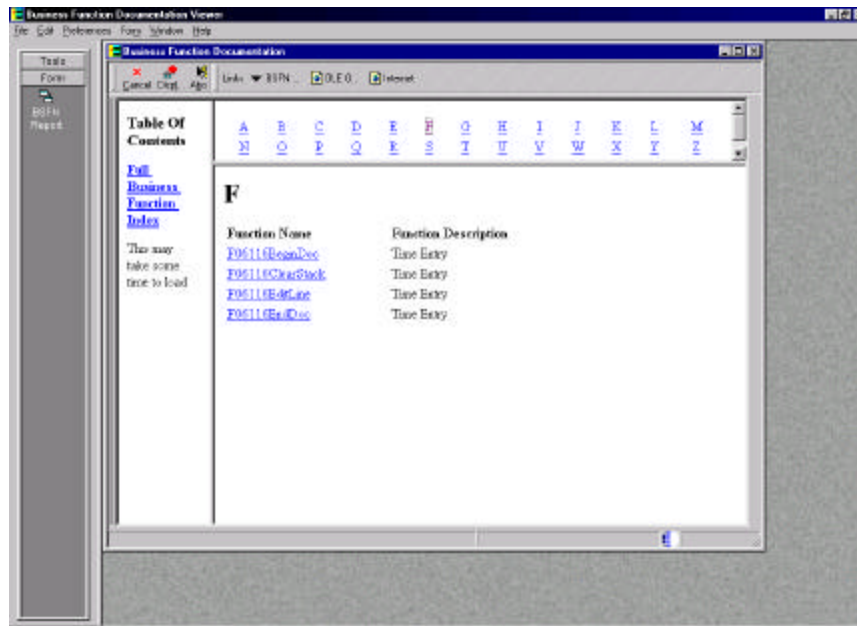 Business Function Documentation Viewer
File Edit Preferences Form Window Help
Tools
Form
BSFN
Report
Business Function Documentation
Cancel Displ. Abo
Links BSFN ... OLE O... Internet
Table Of
Contents
Full
Business
Function
Index
This may
take some
time to load
A B C D E F G H I J K L M
N O P Q R S T U V W X Y Z
F
Function Name Function Description
F06116BeginDoc Time Entry
F06116ClearStack Time Entry
F06116EditLine Time Entry
F06116EndDoc Time Entry